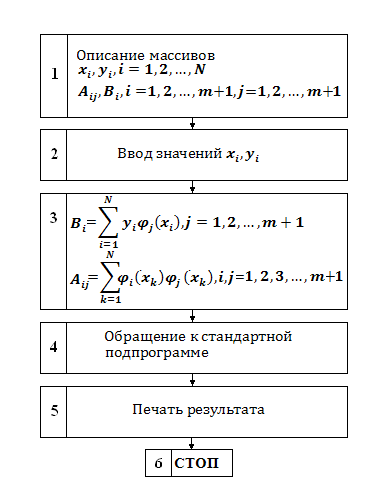 1
Описание массивов
x_i, y_i, i = 1, 2, ..., N
A_ij, B_i, i =1, 2, ..., m+1, j=1, 2, ..., m+1
2
Ввод значений x_i, y_i
3
B_i=∑_{i=1}^{N} y_i φ_j(x_i), j = 1, 2, ..., m + 1
A_ij=∑_{k=1}^{N} φ_i(x_k)φ_j(x_k), i, j=1, 2, 3, ..., m+1
4
Обращение к стандартной
подпрограмме
5
Печать результата
6 СТОП